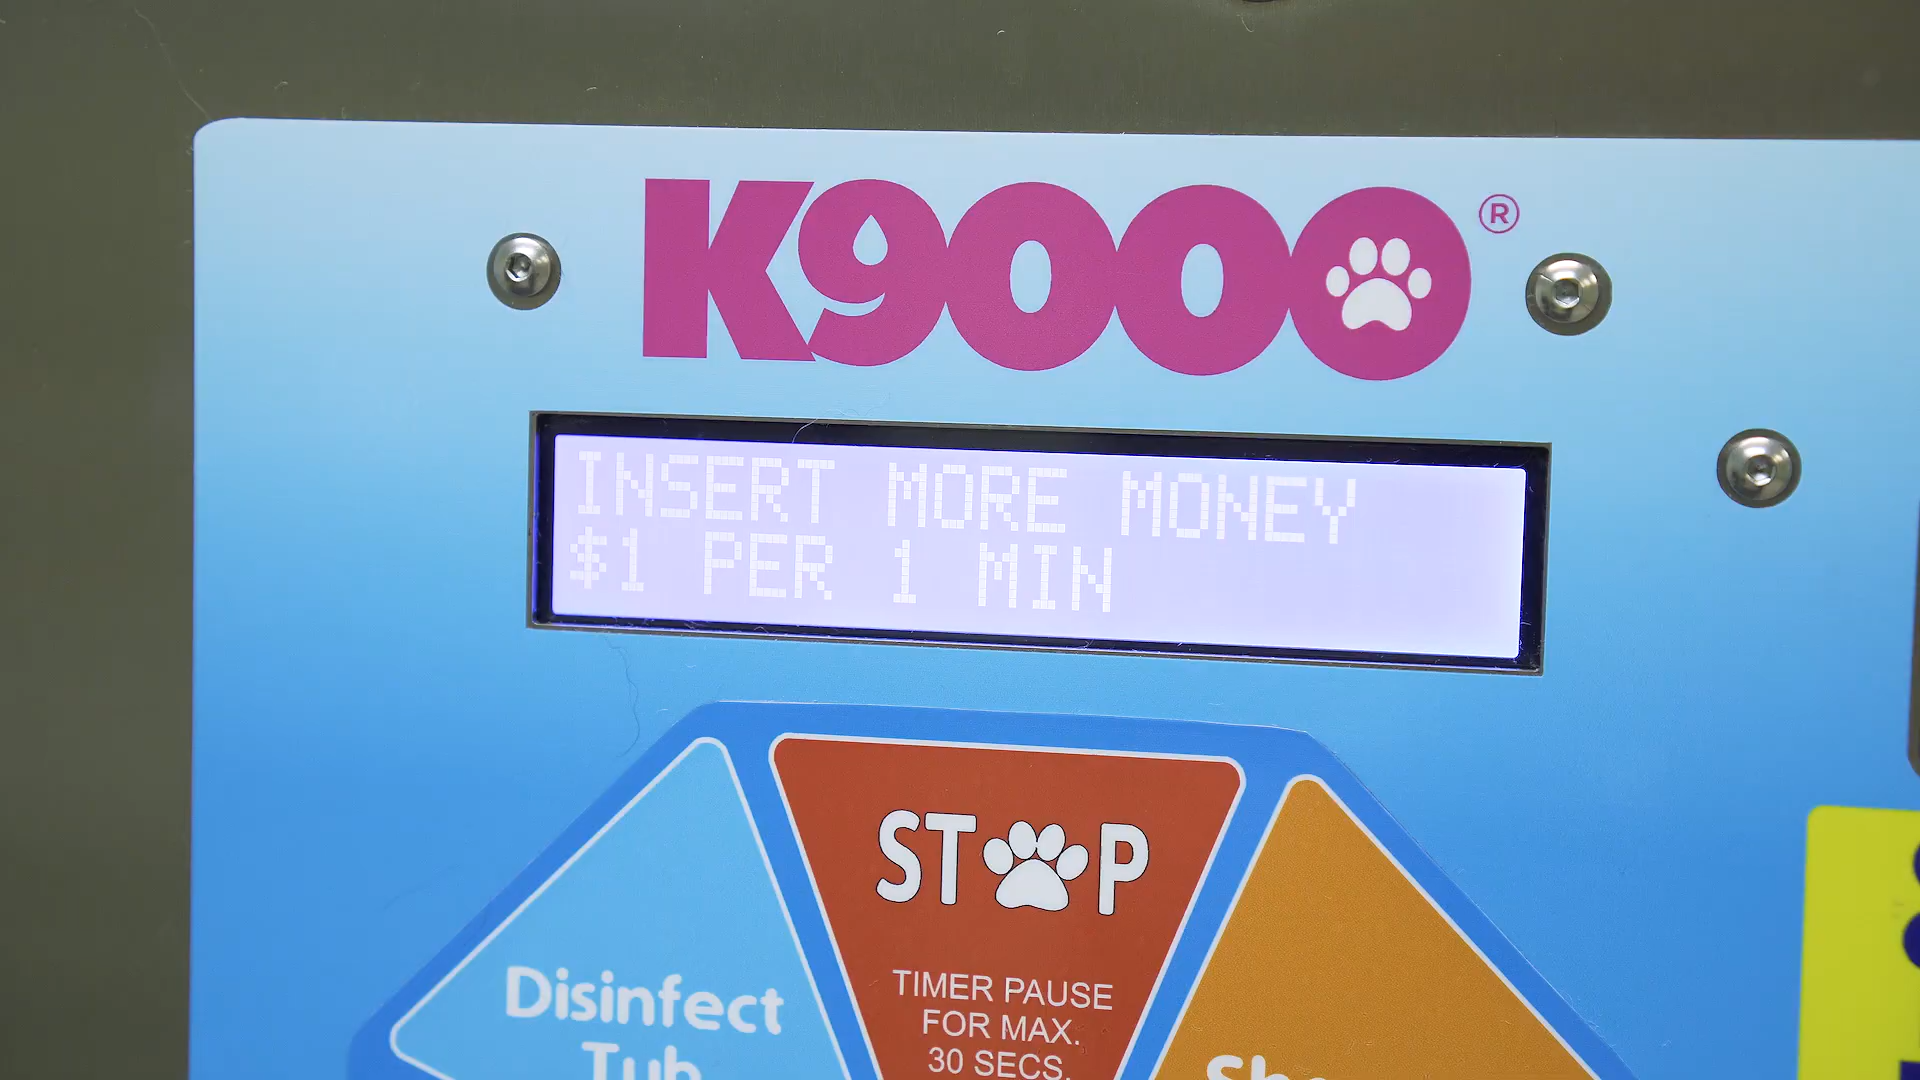 K9000®
INSERT MORE MONEY
$1 PER 1 MIN
STOP
TIMER PAUSE
FOR MAX.
30 SECS.
Disinfect
Tub